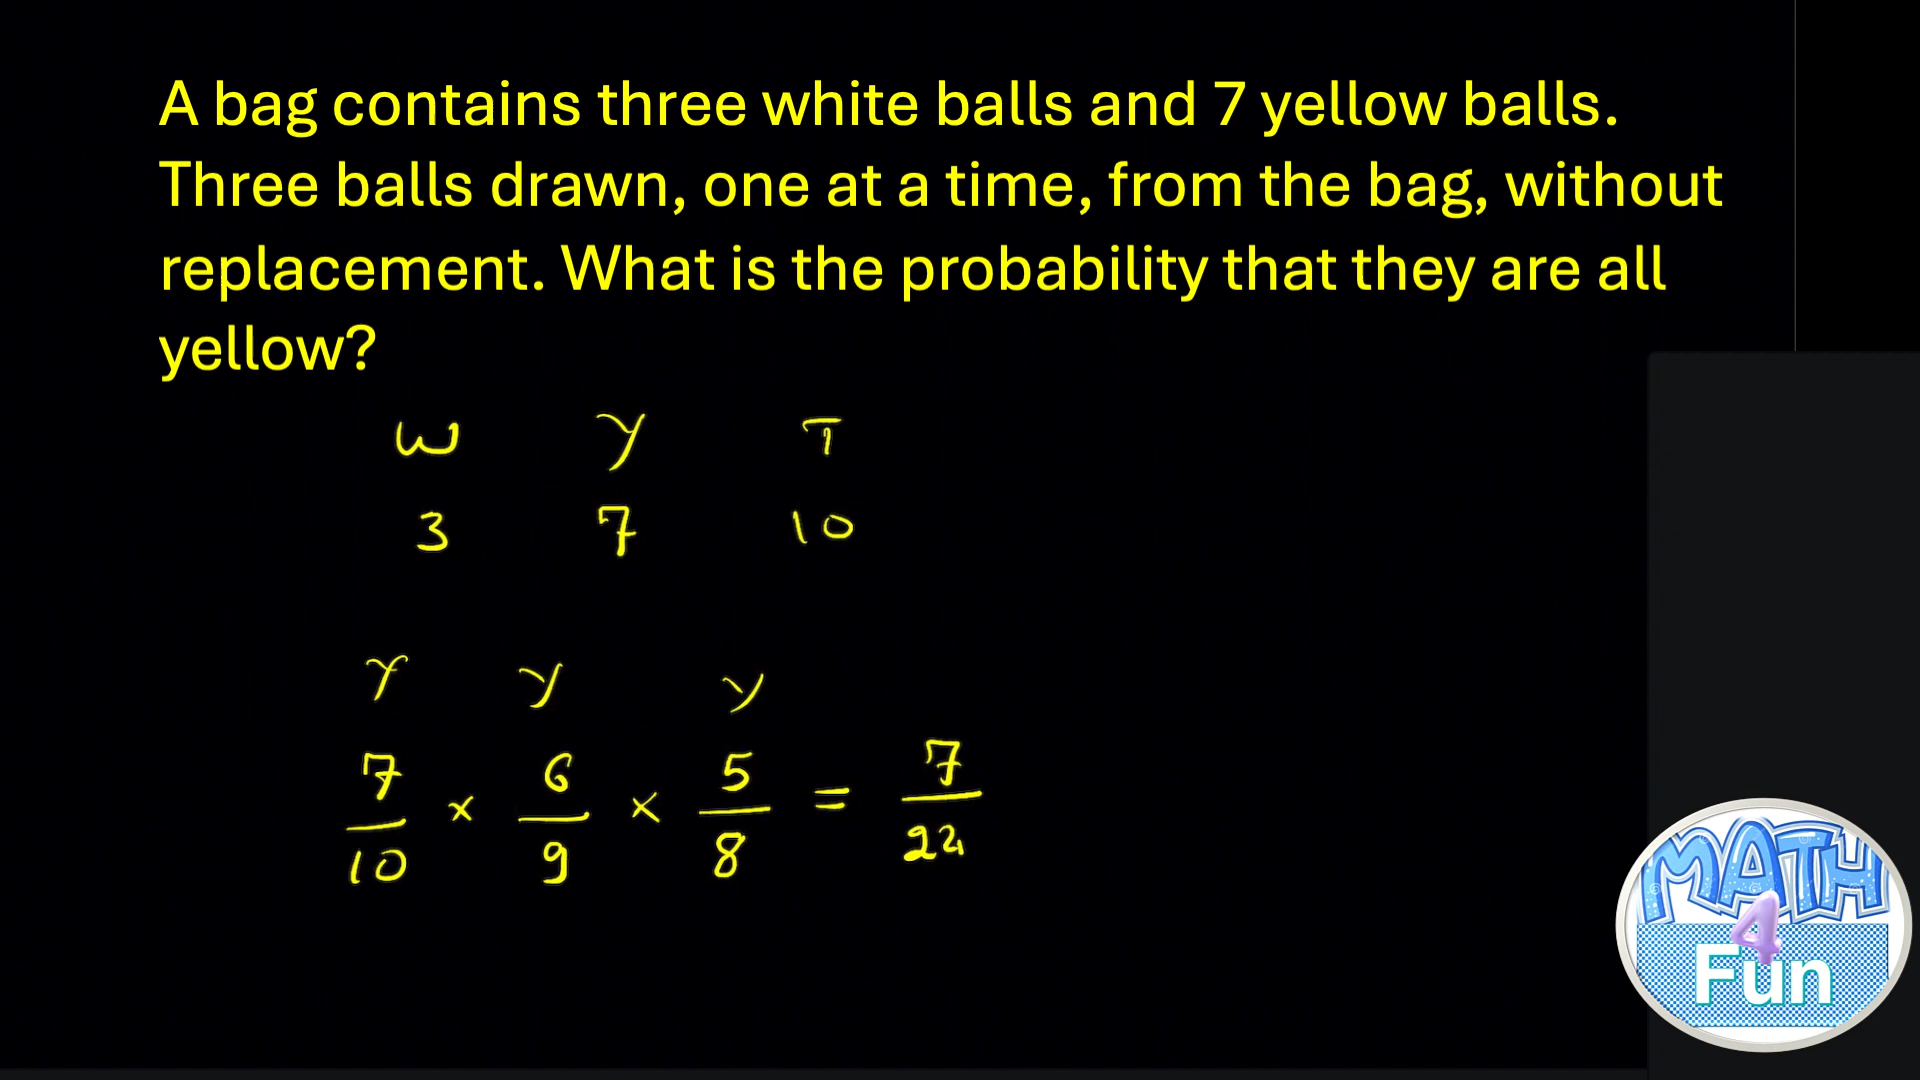 A bag contains three white balls and 7 yellow balls.
Three balls drawn, one at a time, from the bag, without
replacement. What is the probability that they are all
yellow?
W Y T
3 7 10
Y Y Y
7/10 × 6/9 × 5/8 = 7/24
MATH
4
Fun